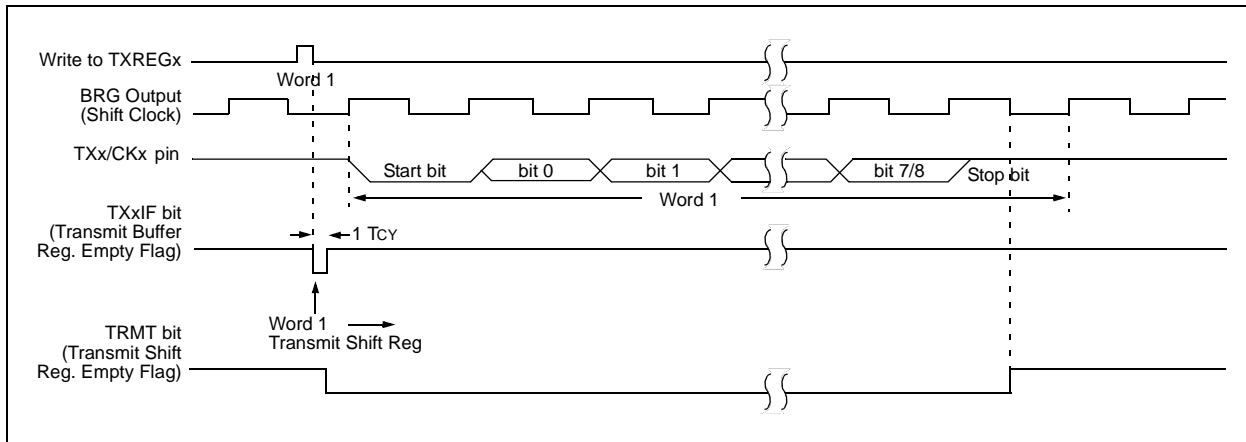 Write to TXREGx
Word 1
BRG Output
(Shift Clock)
TXx/CKx pin
Start bit
bit 0
bit 1
bit 7/8
Stop bit
Word 1
TXxIF bit
(Transmit Buffer
Reg. Empty Flag)
1 TCY
Word 1
Transmit Shift Reg
TRMT bit
(Transmit Shift
Reg. Empty Flag)